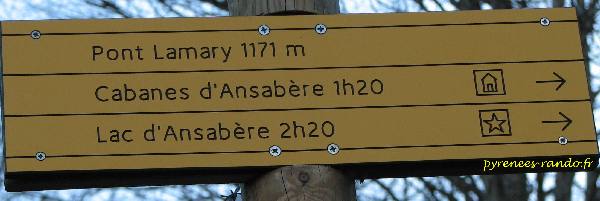 Pont Lamary 1171 m
Cabanes d'Ansabère 1h20
Lac d'Ansabère 2h20
pyrenees-rando.fr